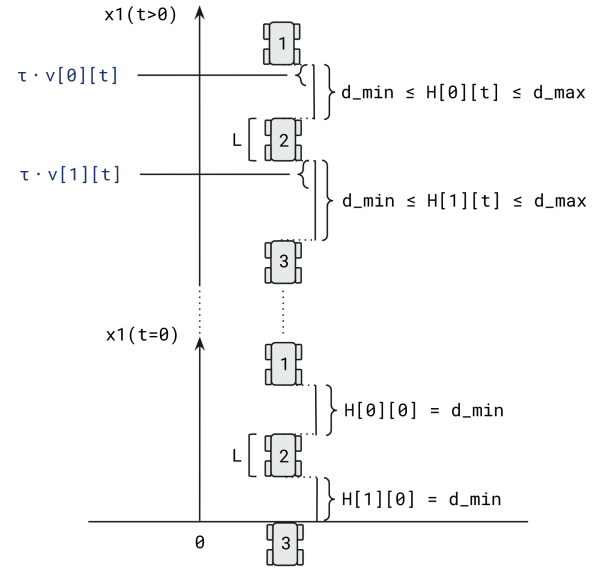 x1(t>0)
1
τ · v[0][t]
d_min ≤ H[0][t] ≤ d_max
L
2
τ · v[1][t]
d_min ≤ H[1][t] ≤ d_max
3
x1(t=0)
1
H[0][0] = d_min
L
2
H[1][0] = d_min
0
3